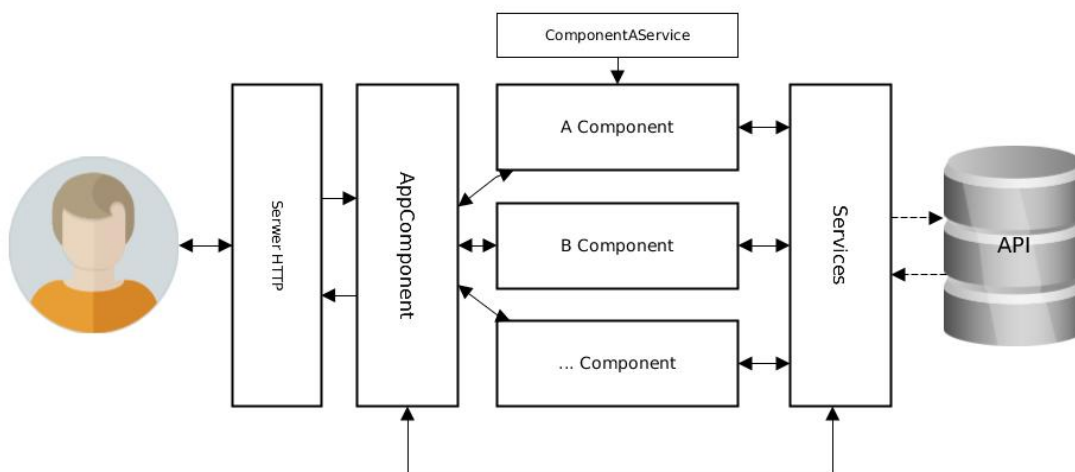 ComponentAService
A Component
Serwer HTTP
AppComponent
B Component
Services
API
... Component